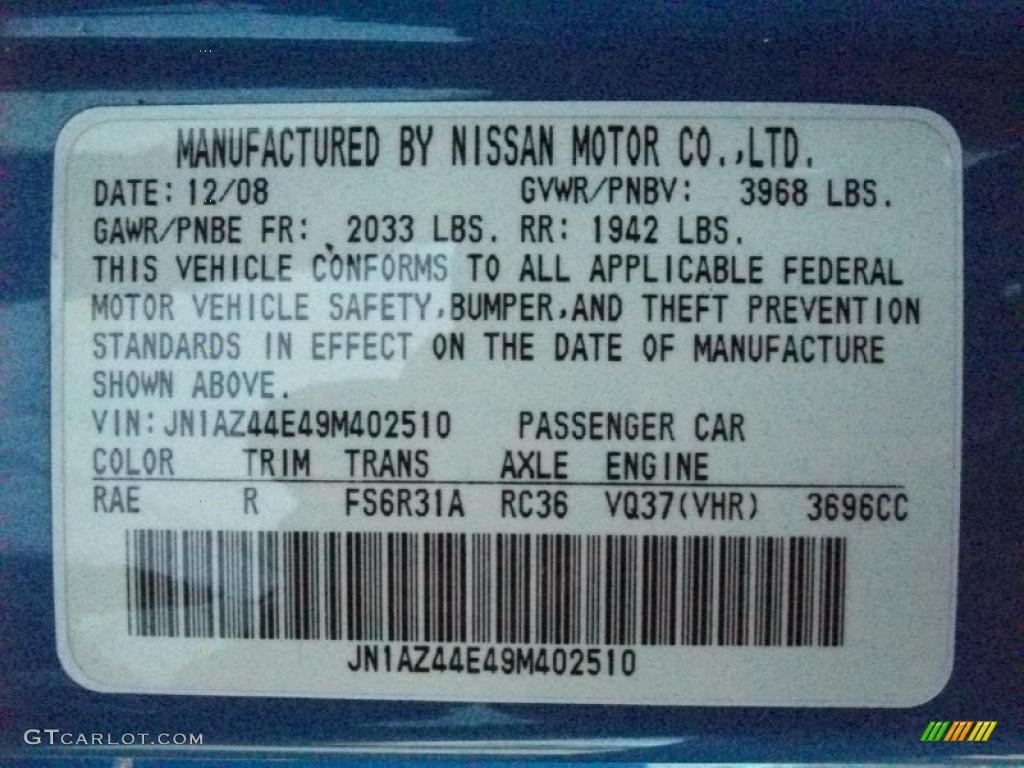 MANUFACTURED BY NISSAN MOTOR CO.,LTD.
DATE: 12/08 GVWR/PNBV: 3968 LBS.
GAWR/PNBE FR: 2033 LBS. RR: 1942 LBS.
THIS VEHICLE CONFORMS TO ALL APPLICABLE FEDERAL
MOTOR VEHICLE SAFETY,BUMPER,AND THEFT PREVENTION
STANDARDS IN EFFECT ON THE DATE OF MANUFACTURE
SHOWN ABOVE.
VIN:JN1AZ44E49M402510 PASSENGER CAR
COLOR TRIM TRANS AXLE ENGINE
RAE R FS6R31A RC36 VQ37(VHR) 3696CC
JN1AZ44E49M402510
GTCARLOT.COM